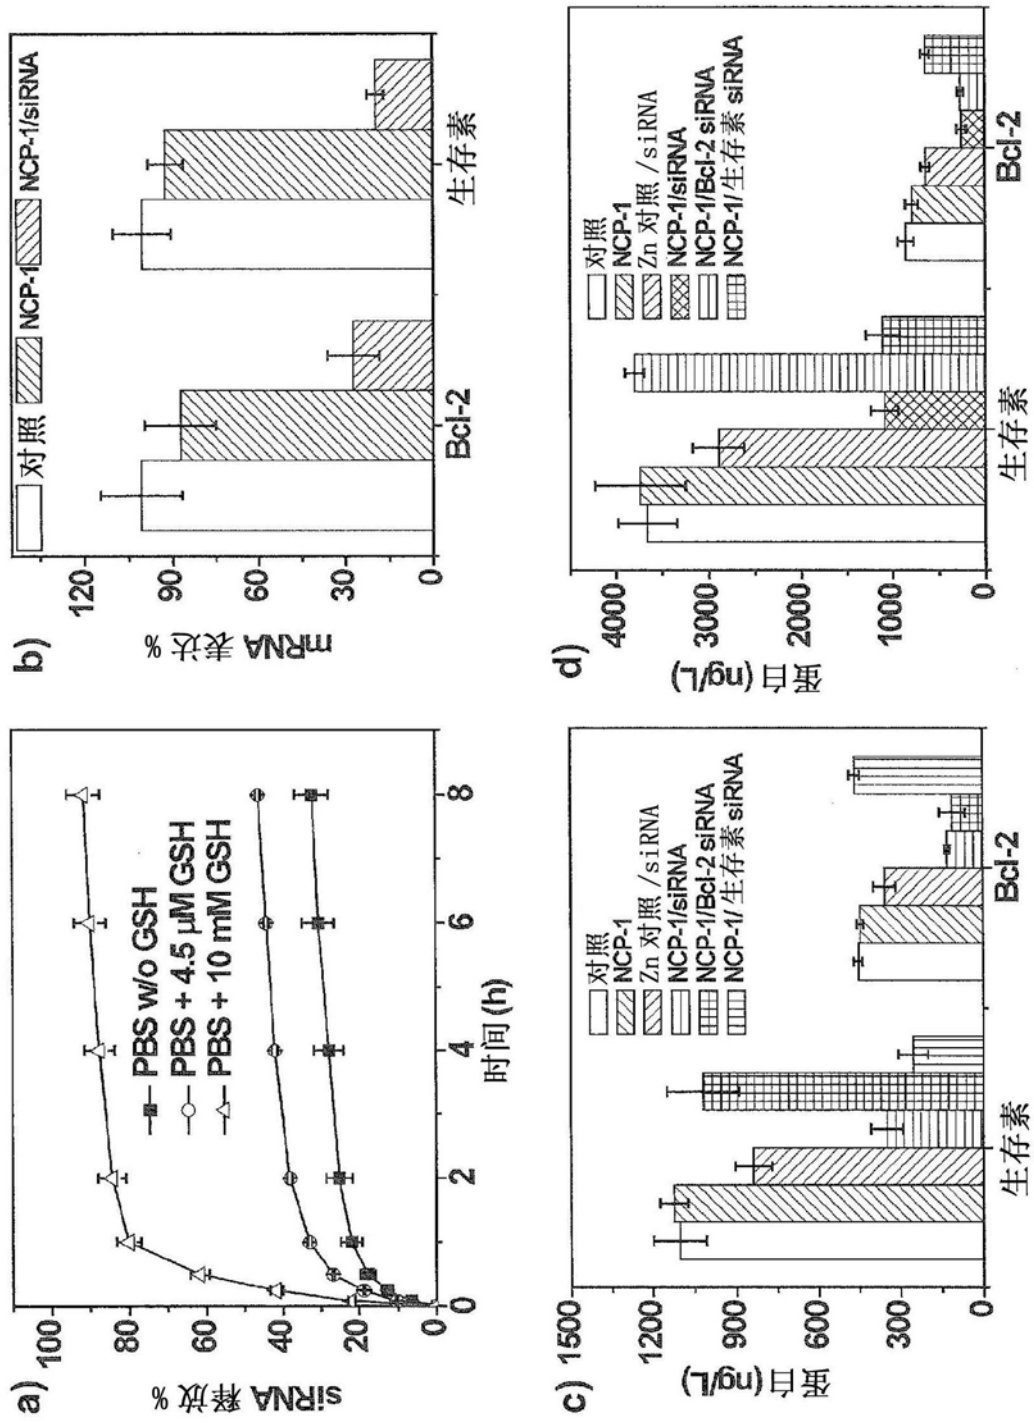 a)
siRNA 释放 %
100
80
60
40
20
0
PBS w/o GSH
PBS + 4.5 μM GSH
PBS + 10 mM GSH
0 2 4 6 8
时间 (h)
b)
mRNA 表达 %
120
90
60
30
0
对照 NCP-1 NCP-1/siRNA
Bcl-2 生存素
c)
蛋白 (ng/L)
1500
900
600
300
0
对照
NCP-1
Zn 对照 /siRNA
NCP-1/siRNA
NCP-1/Bcl-2 siRNA
NCP-1/生存素 siRNA
生存素 Bcl-2
d)
蛋白 (ng/L)
4000
3000
2000
1000
0
对照
NCP-1
Zn 对照 /siRNA
NCP-1/siRNA
NCP-1/Bcl-2 siRNA
NCP-1/生存素 siRNA
生存素 Bcl-2